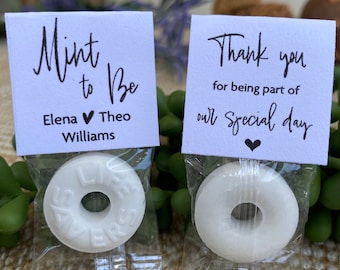 Mint
to Be
Elena ♥ Theo
Williams
LIFE
SAVERS
Thank you
for being part of
our special day
♥